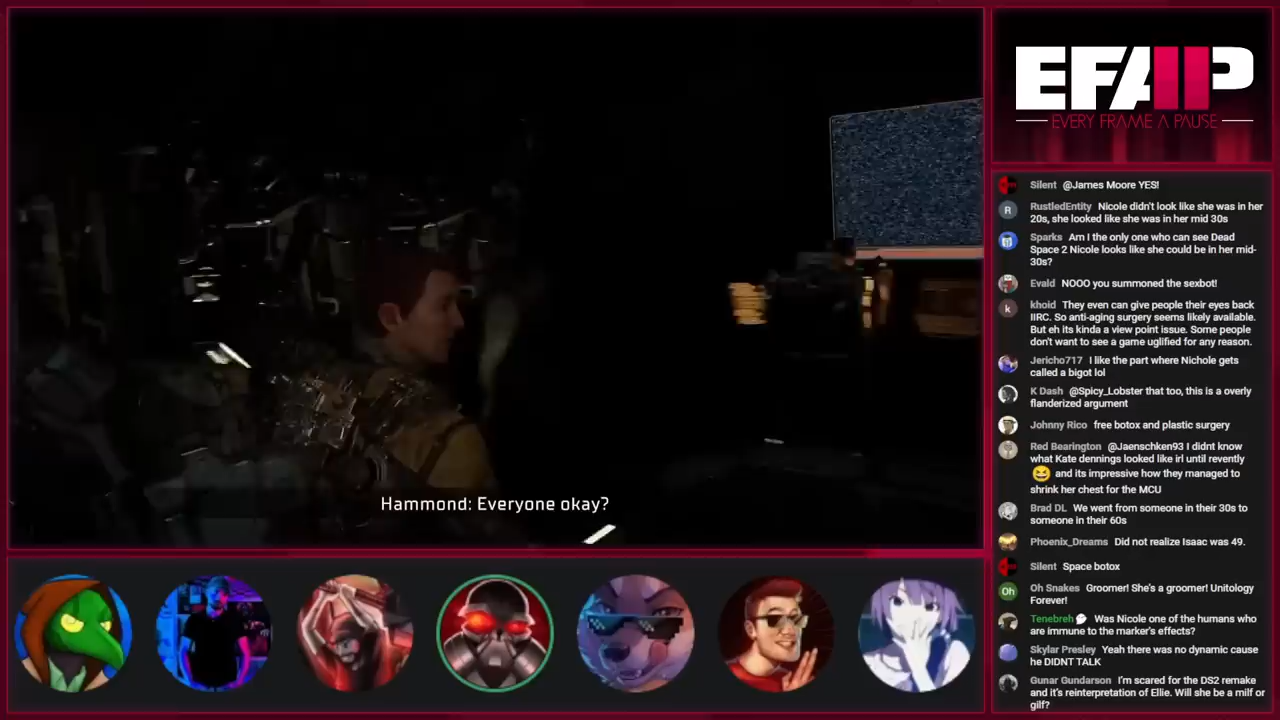 EFAP
EVERY FRAME A PAUSE
Silent @James Moore YES!
RustledEntity Nicole didn't look like she was in her
20s, she looked like she was in her mid 30s
Sparks Am I the only one who can see Dead
Space 2 Nicole looks like she could be in her mid-
30s?
Evald NOOO you summoned the sexbot!
khoid They even can give people their eyes back
IIRC. So anti-aging surgery seems likely available.
But eh its kinda a view point issue. Some people
don't want to see a game uglified for any reason.
Jericho717 I like the part where Nichole gets
called a bigot lol
K Dash @Spicy_Lobster that too, this is a overly
flanderized argument
Johnny Rico free botox and plastic surgery
Red Bearington @Jaenschken93 I didnt know
what Kate dennings looked like irl until revently
😆 and its impressive how they managed to
shrink her chest for the MCU
Brad DL We went from someone in their 30s to
someone in their 60s
Phoenix_Dreams Did not realize Isaac was 49.
Silent Space botox
Oh Snakes Groomer! She's a groomer! Unitology
Forever!
Tenebreh Was Nicole one of the humans who
are immune to the marker's effects?
Skylar Presley Yeah there was no dynamic cause
he DIDNT TALK
Gunar Gundarson I'm scared for the DS2 remake
and it's reinterpretation of Ellie. Will she be a milf or
gilf?
R
k
Oh
Hammond: Everyone okay?